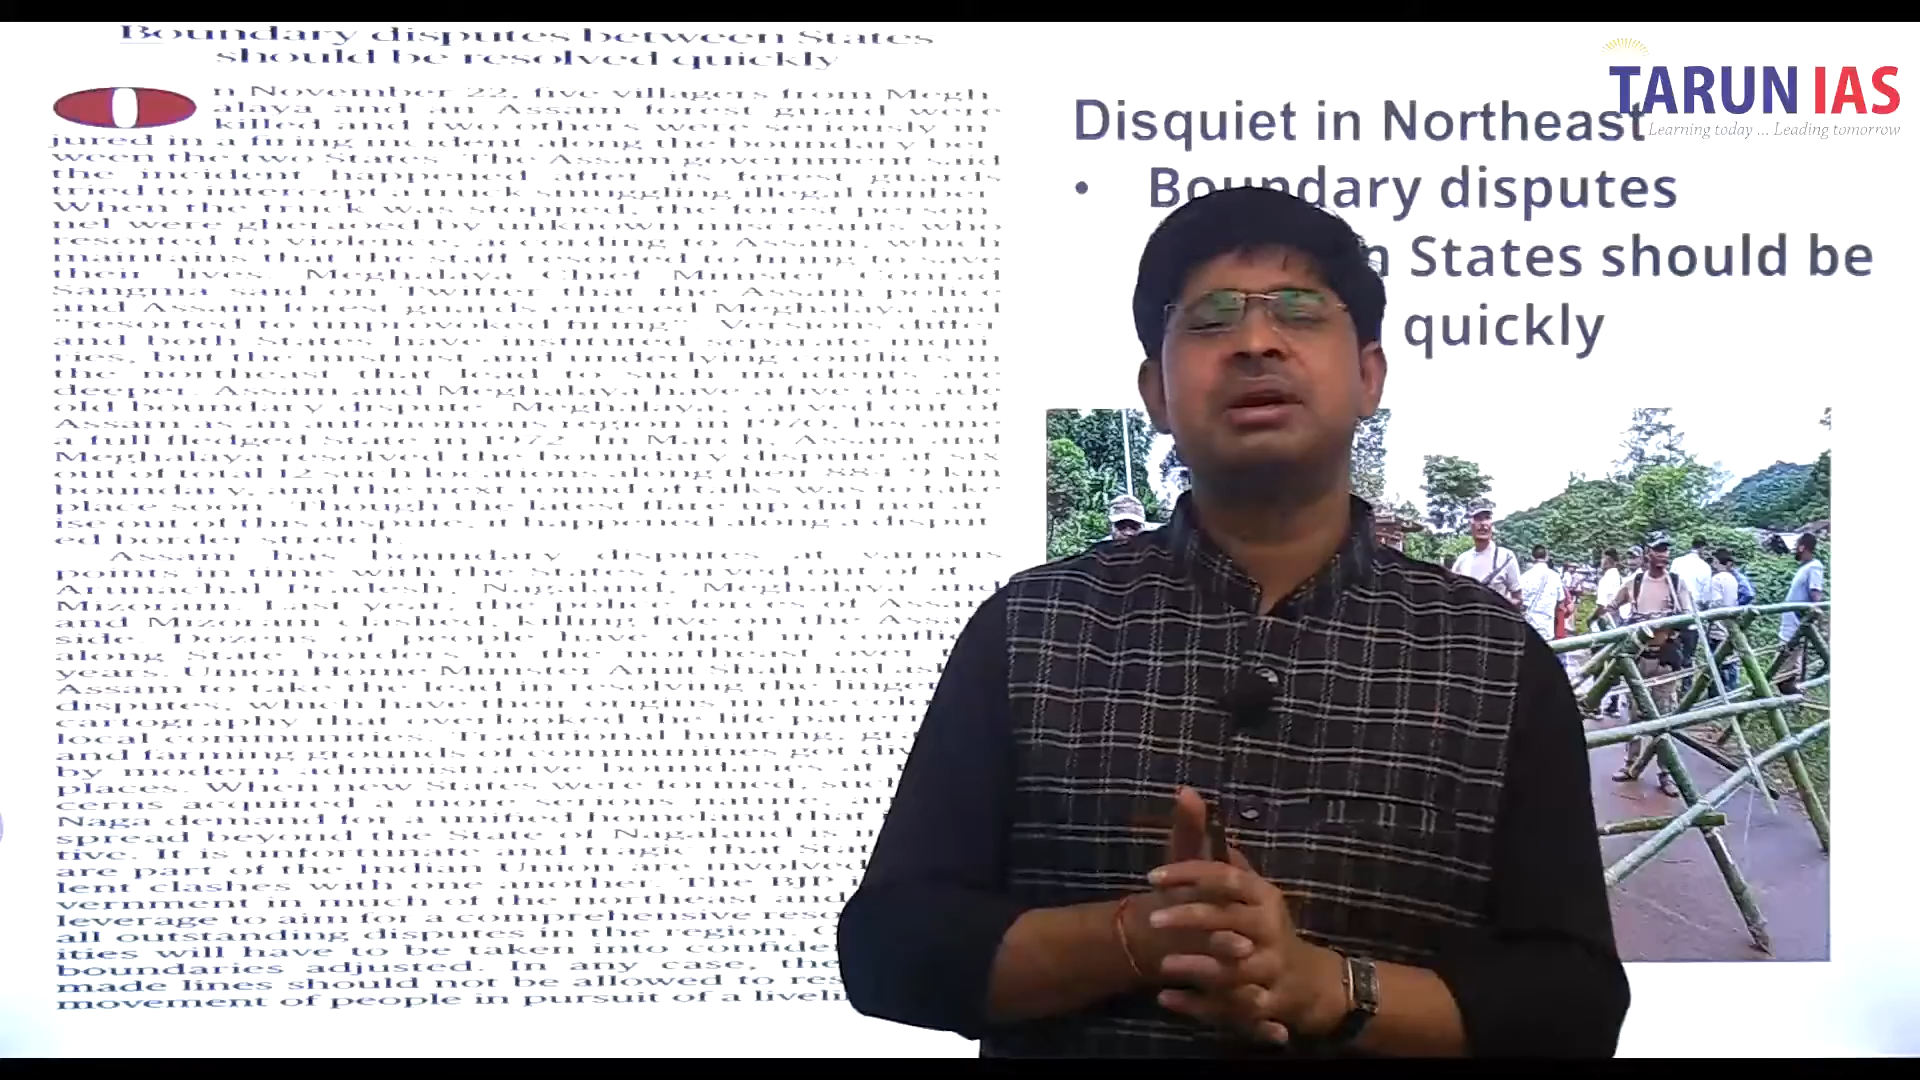 Boundary disputes between States
should be resolved quickly
On November 22, five villagers from Megh
alaya and an Assam forest guard were
killed and two others were seriously in
jured in a firing incident along the boundary bet
ween the two States. The Assam government said
the incident happened after its forest guards
tried to intercept a truck smuggling illegal timber
When the truck was stopped, the forest person
nel were gheraoed by unknown miscreants, who
resorted to violence, according to Assam, which
maintains that the staff resorted to firing to save
their lives. Meghalaya Chief Minister Conrad
Sangma said on Twitter that the Assam police
and Assam forest guards entered Meghalaya and
"resorted to unprovoked firing". Versions differ
and both States have instituted separate inqui
ries, but the mistrust and underlying conflicts in
the northeast that lead to such incidents are
deeper. Assam and Meghalaya have a five decade
old boundary dispute. Meghalaya, carved out of
Assam as an autonomous region in 1970, became
a full fledged State in 1972. In March, Assam and
Meghalaya resolved the boundary dispute at six
out of total 12 such locations along their 884.9 km
boundary, and the next round of talks was to take
place soon. Though the latest flare up did not ar
ise out of this dispute, it happened along a disput
ed border stretch.
Assam has boundary disputes at various
points in time with the States carved out of it
Arunachal Pradesh, Nagaland, Meghalaya and
Mizoram. Last year, the police forces of Assam
and Mizoram clashed, killing five on the Assam
side. Dozens of people have died in
along State borders in the northeast over
years. Union Home Minister Amit Shah had
Assam to take the lead in resolving the
disputes, which have their origins in the
cartography that overlooked the life
local communities. Traditional hunting,
and farming grounds of communities got
by modern administrative boundaries at
places. When new States were formed,
cerns acquired a more serious nature,
Naga demand for a unified homeland that
spread beyond the State of Nagaland is
tive. It is unfortunate and tragic that
are part of the Indian Union are involved
lent clashes with one another. The BJP
vernment in much of the northeast and
leverage to aim for a comprehensive
all outstanding disputes in the region.
ities will have to be taken into
boundaries adjusted. In any case,
made lines should not be allowed to
movement of people in pursuit of a
TARUN IAS
Learning today ... Leading tomorrow
Disquiet in Northeast
• Boundary disputes
States should be
quickly